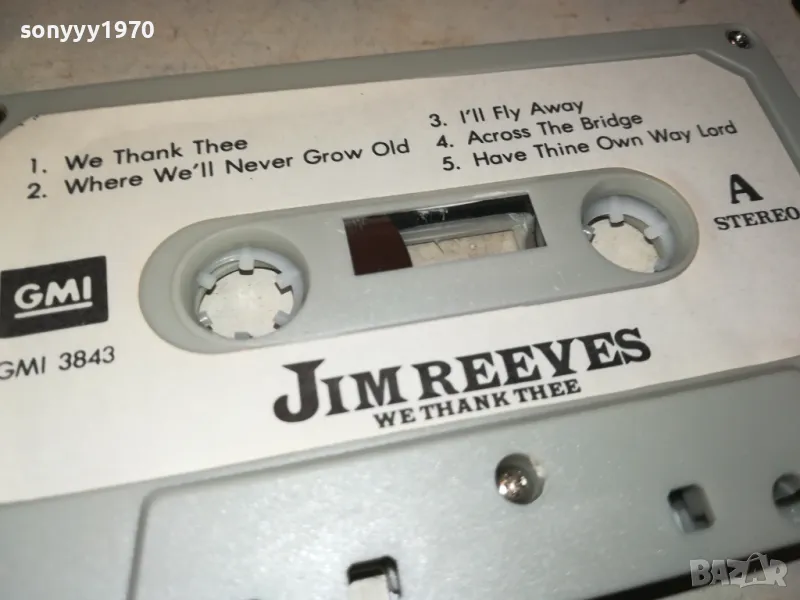 sonyyy1970
1. We Thank Thee
2. Where We'll Never Grow Old
3. I'll Fly Away
4. Across The Bridge
5. Have Thine Own Way Lord
A
STEREO
GMI
GMI 3843
JIM REEVES
WE THANK THEE
BAZAR